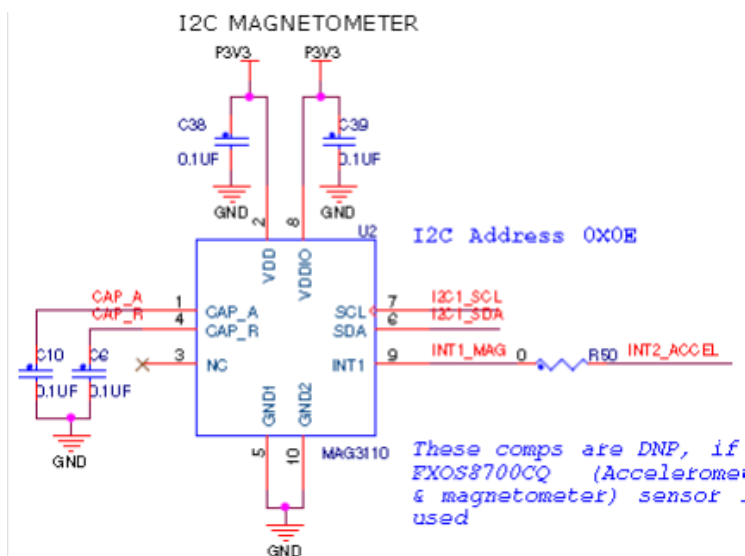 I2C MAGNETOMETER
P3V3 P3V3
C38 C39
0.1UF 0.1UF
GND GND
2 8
U2
I2C Address 0X0E
VDD VDDIO
CAP_A 1 CAP_A SCL 7 I2C1_SCL
CAP_R 4 CAP_R SDA 6 I2C1_SDA
C10 C6 3 NC INT1 9 INT1_MAG 0 R50 INT2_ACCEL
0.1UF 0.1UF
GND1 GND2
GND
5 10
MAG3110
These comps are DNP, if
FXOS8700CQ (Acceleromet
& magnetometer) sensor
used
GND